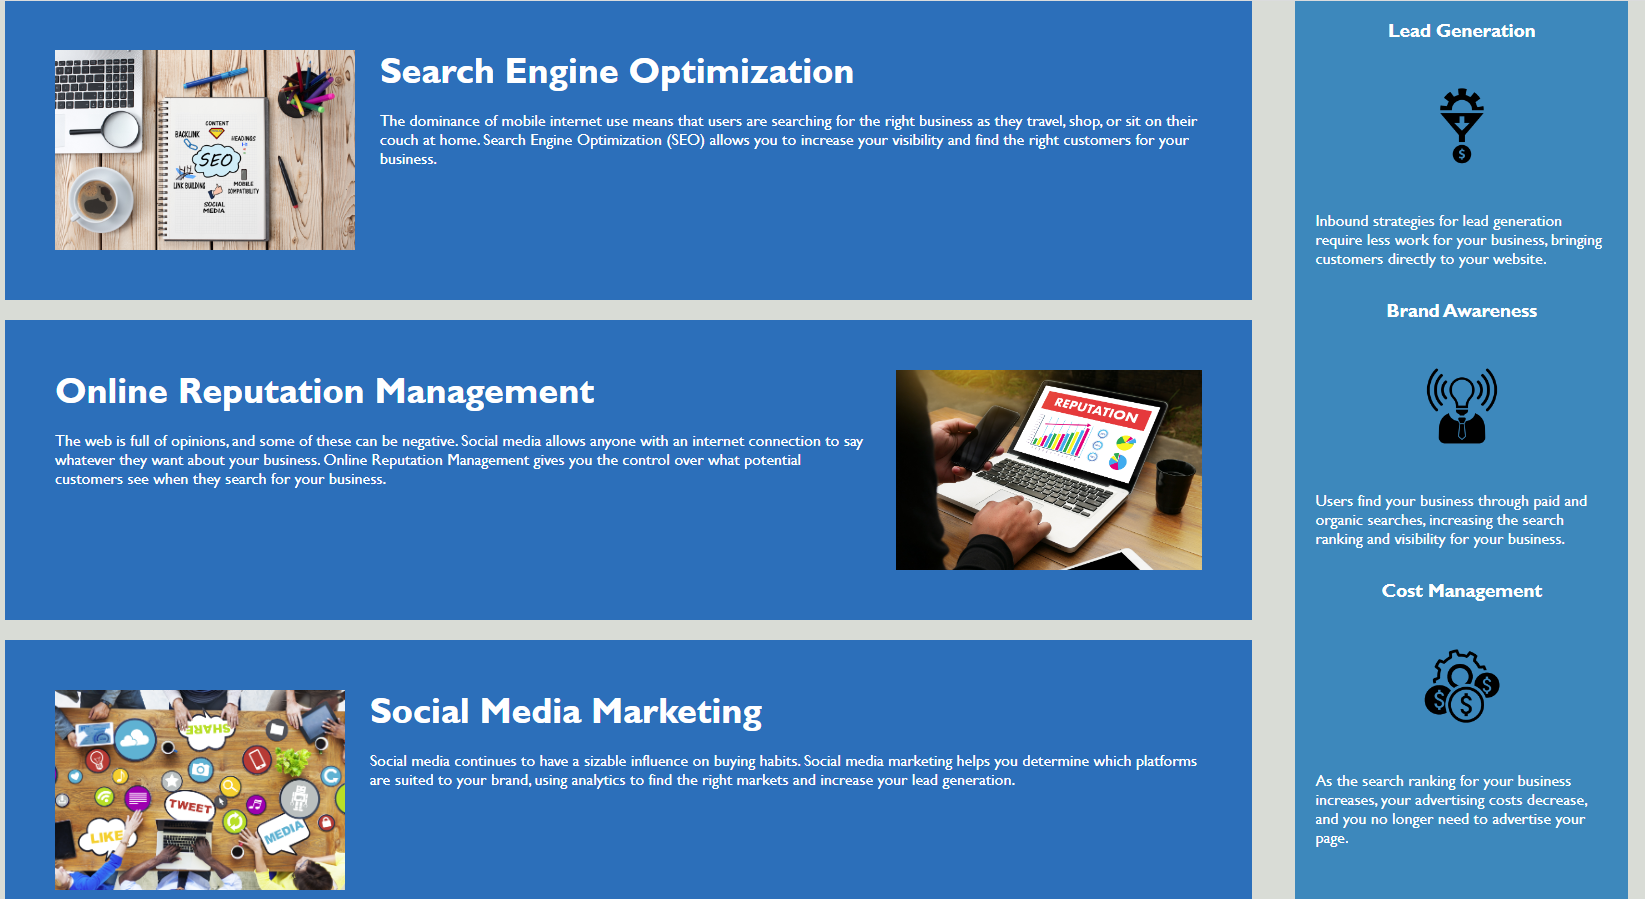 Search Engine Optimization
The dominance of mobile internet use means that users are searching for the right business as they travel, shop, or sit on their
couch at home. Search Engine Optimization (SEO) allows you to increase your visibility and find the right customers for your
business.
CONTENT
BACKLINK
HEADINGS
SEO
LINK BUILDING
MOBILE
COMPATIBILITY
SOCIAL
MEDIA
Online Reputation Management
The web is full of opinions, and some of these can be negative. Social media allows anyone with an internet connection to say
whatever they want about your business. Online Reputation Management gives you the control over what potential
customers see when they search for your business.
REPUTATION
Social Media Marketing
Social media continues to have a sizable influence on buying habits. Social media marketing helps you determine which platforms
are suited to your brand, using analytics to find the right markets and increase your lead generation.
SHARE
TWEET
LIKE
MEDIA
Lead Generation
$
Inbound strategies for lead generation
require less work for your business, bringing
customers directly to your website.
Brand Awareness
Users find your business through paid and
organic searches, increasing the search
ranking and visibility for your business.
Cost Management
$
$
$
As the search ranking for your business
increases, your advertising costs decrease,
and you no longer need to advertise your
page.